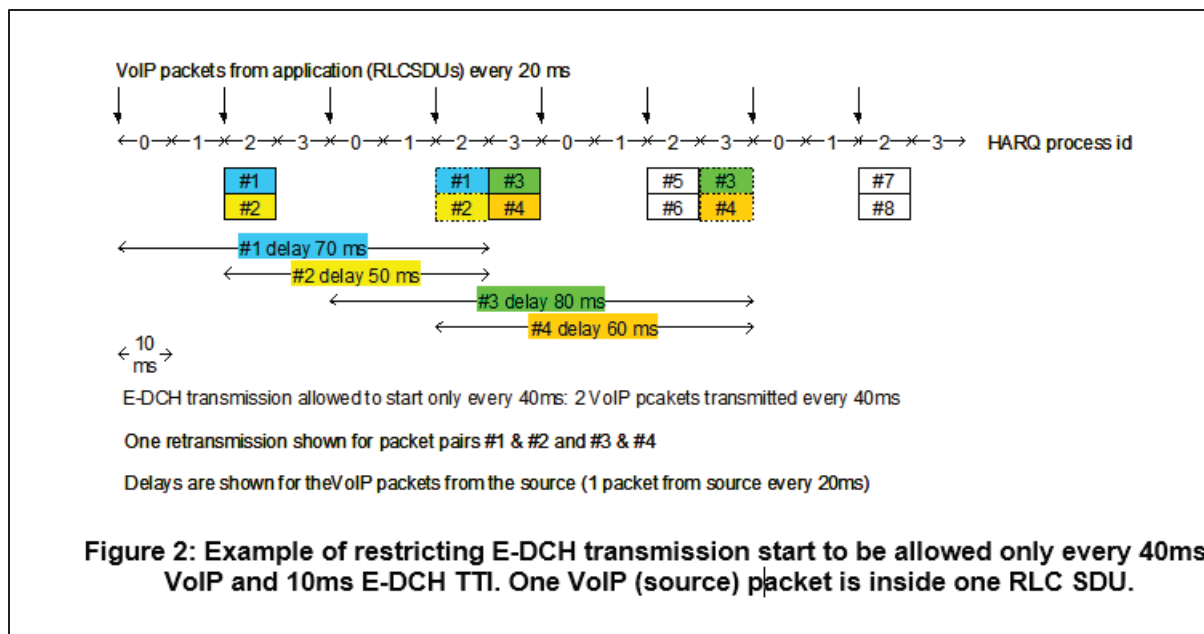 VoIP packets from application (RLCSDUs) every 20 ms
0 1 2 3 0 1 2 3 0 1 2 3 0 1 2 3 HARQ process id
#1 #1 #3 #5 #3 #7
#2 #2 #4 #6 #4 #8
#1 delay 70 ms
#2 delay 50 ms
#3 delay 80 ms
#4 delay 60 ms
10
ms
E-DCH transmission allowed to start only every 40ms: 2 VoIP pcakets transmitted every 40ms
One retransmission shown for packet pairs #1 & #2 and #3 & #4
Delays are shown for theVoIP packets from the source (1 packet from source every 20ms)
Figure 2: Example of restricting E-DCH transmission start to be allowed only every 40ms
VoIP and 10ms E-DCH TTI. One VoIP (source) packet is inside one RLC SDU.